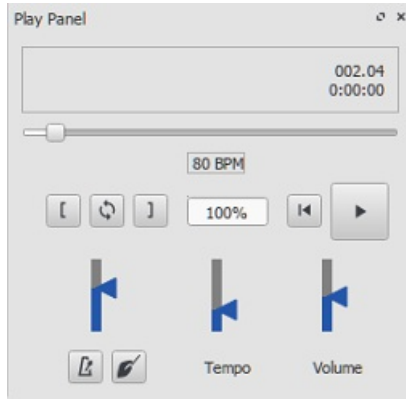 Play Panel
002.04
0:00:00
80 BPM
[ ] 100%
Tempo Volume